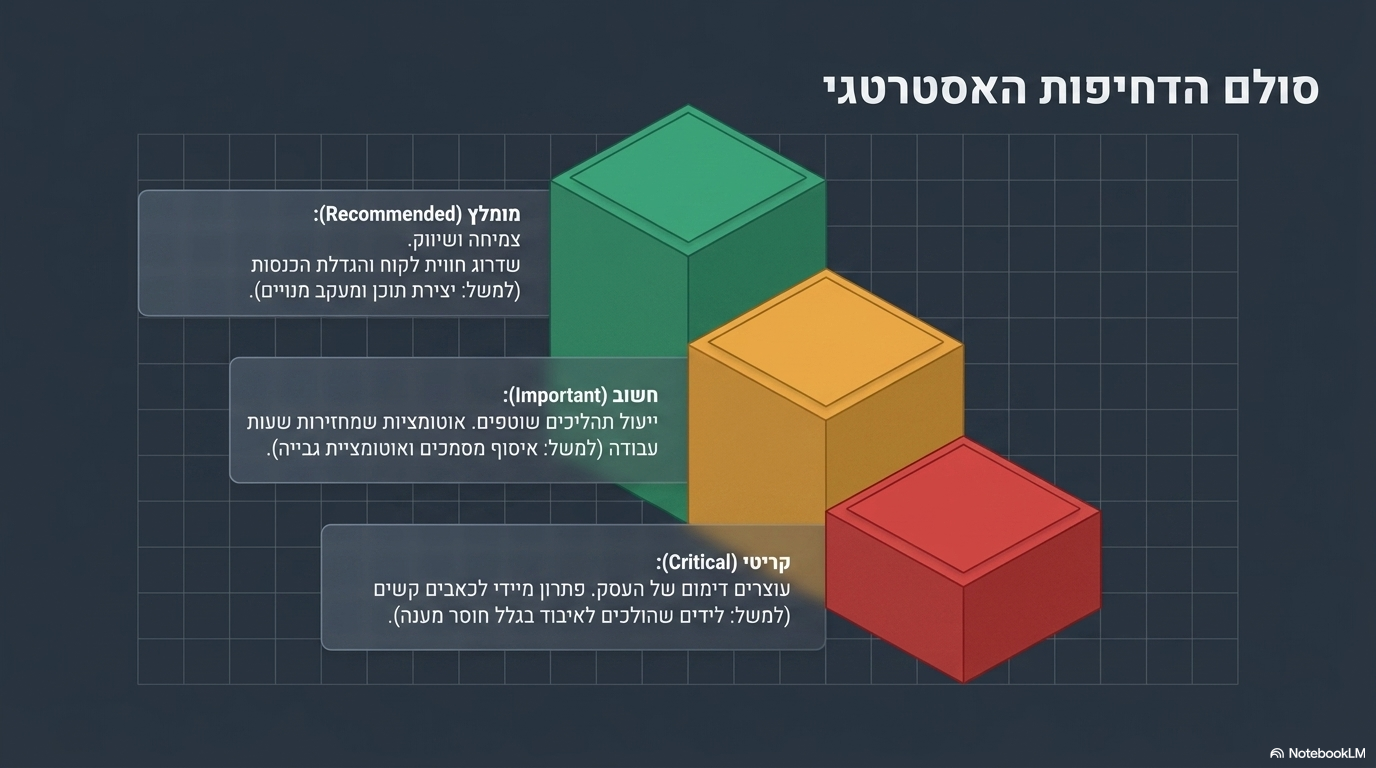 סולם הדחיפות האסטרטגי
מומלץ (Recommended):
צמיחה ושיווק.
שדרוג חווית לקוח והגדלת הכנסות
(למשל: יצירת תוכן ומעקב מנויים).
חשוב (Important):
ייעול תהליכים שוטפים. אוטומציות שמחזירות שעות
עבודה (למשל: איסוף מסמכים ואוטומציית גבייה).
קריטי (Critical):
עוצרים דימום של העסק. פתרון מיידי לכאבים קשים
(למשל: לידים שהולכים לאיבוד בגלל חוסר מענה).
NotebookLM